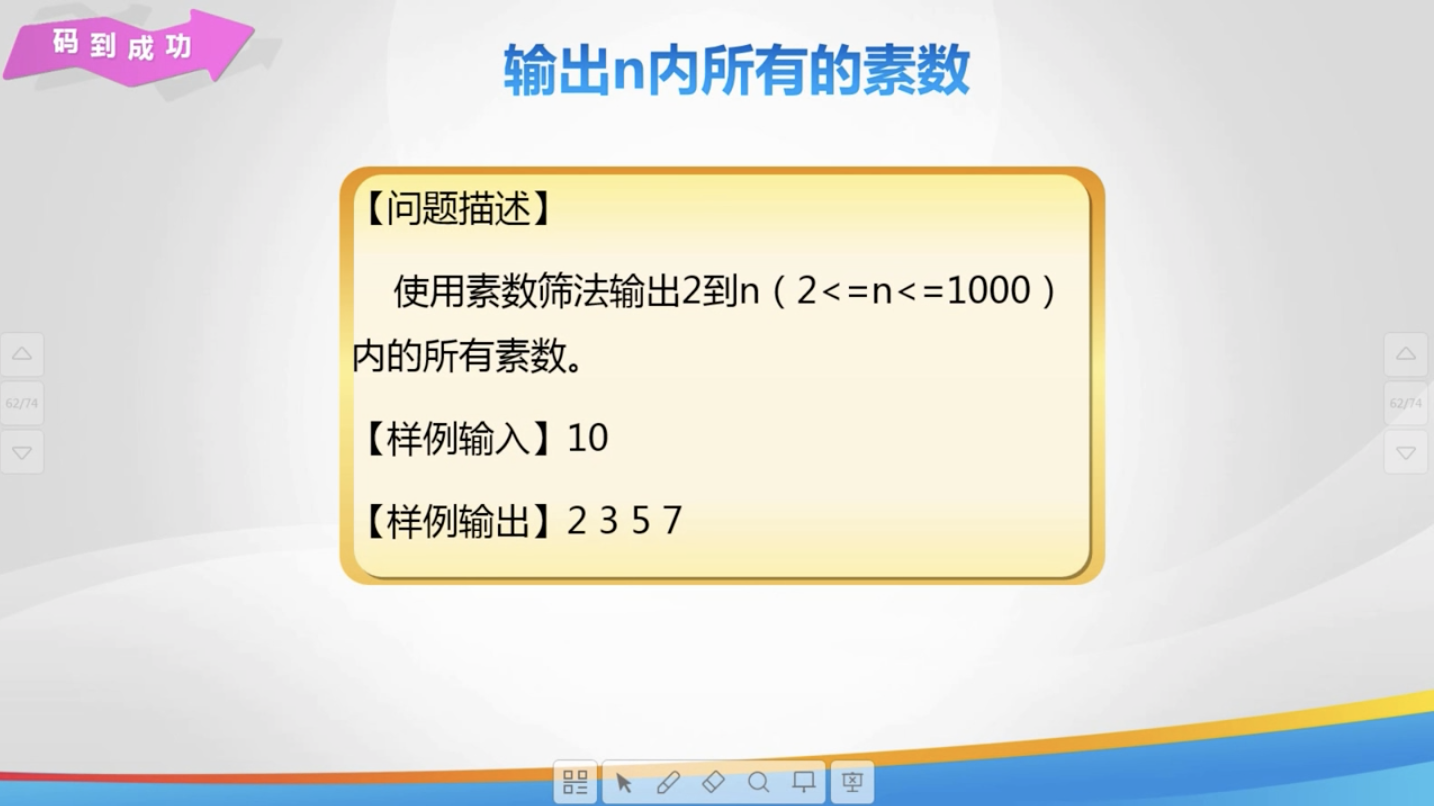 码到成功
输出n内所有的素数
【问题描述】
使用素数筛法输出2到n（2<=n<=1000）
内的所有素数。
【样例输入】10
【样例输出】2 3 5 7
62/74
62/74